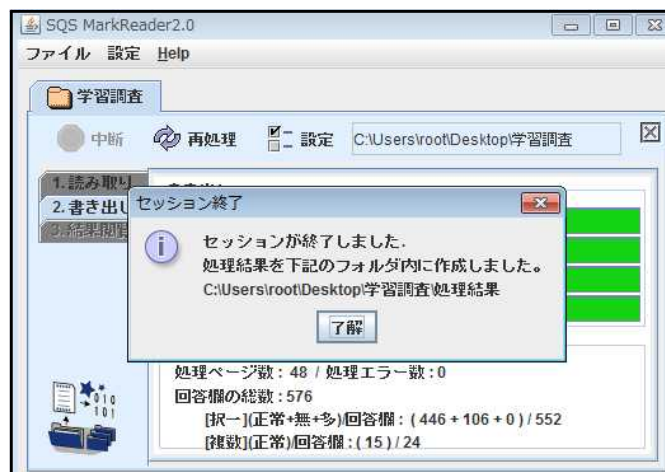 SQS MarkReader2.0
ファイル 設定 Help
学習調査
中断 再処理 設定 C:\Users\root\Desktop\学習調査
1.読み取り
2.書き出し
3.結果閲覧
セッション終了
セッションが終了しました.
処理結果を下記のフォルダ内に作成しました。
C:\Users\root\Desktop\学習調査\処理結果
了解
処理ページ数 : 48 / 処理エラー数 : 0
回答欄の総数 : 576
[択一](正常+無+多)/回答欄 : ( 446 + 106 + 0 ) / 552
[複数](正常)/回答欄 : ( 15 ) / 24